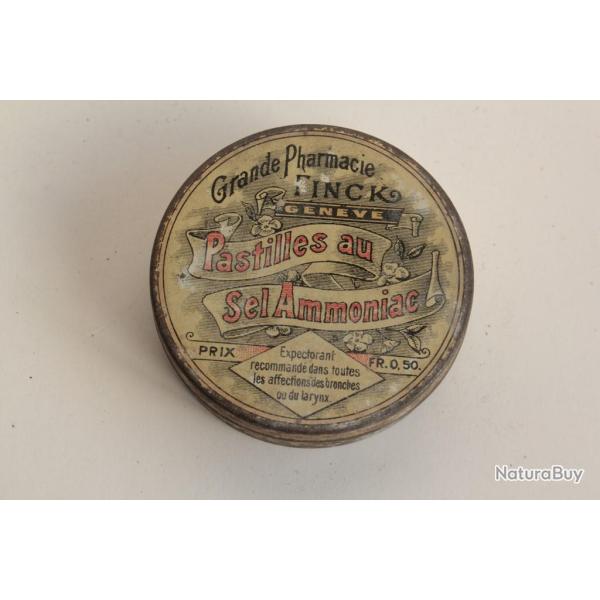 Grande Pharmacie
FINCK
GENÈVE
Pastilles au
Sel Ammoniac
PRIX FR. 0,50.
Expectorant
recommandé dans toutes
les affections des bronches
ou du larynx.
NaturaBuy